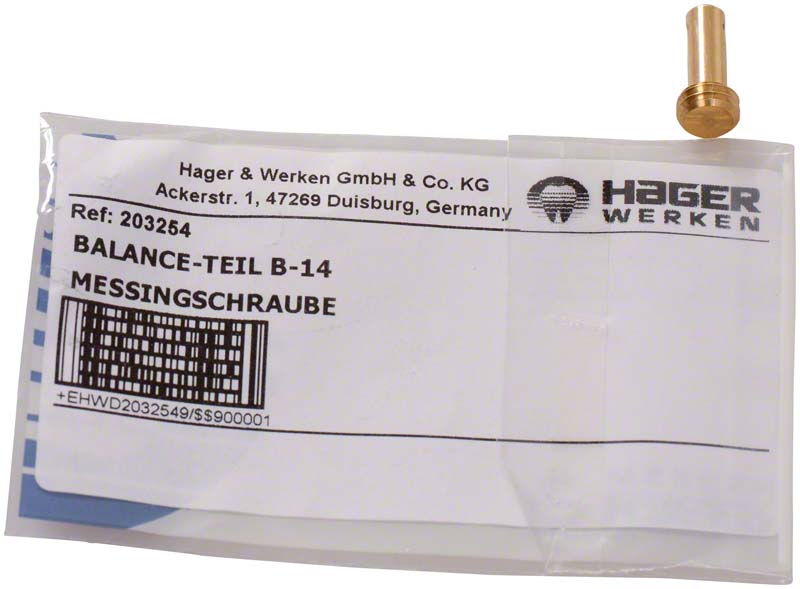 Hager & Werken GmbH & Co. KG
Ackerstr. 1, 47269 Duisburg, Germany
HAGER
WERKEN
Ref: 203254
BALANCE-TEIL B-14
MESSINGSCHRAUBE
+EHWD2032549/$$900001